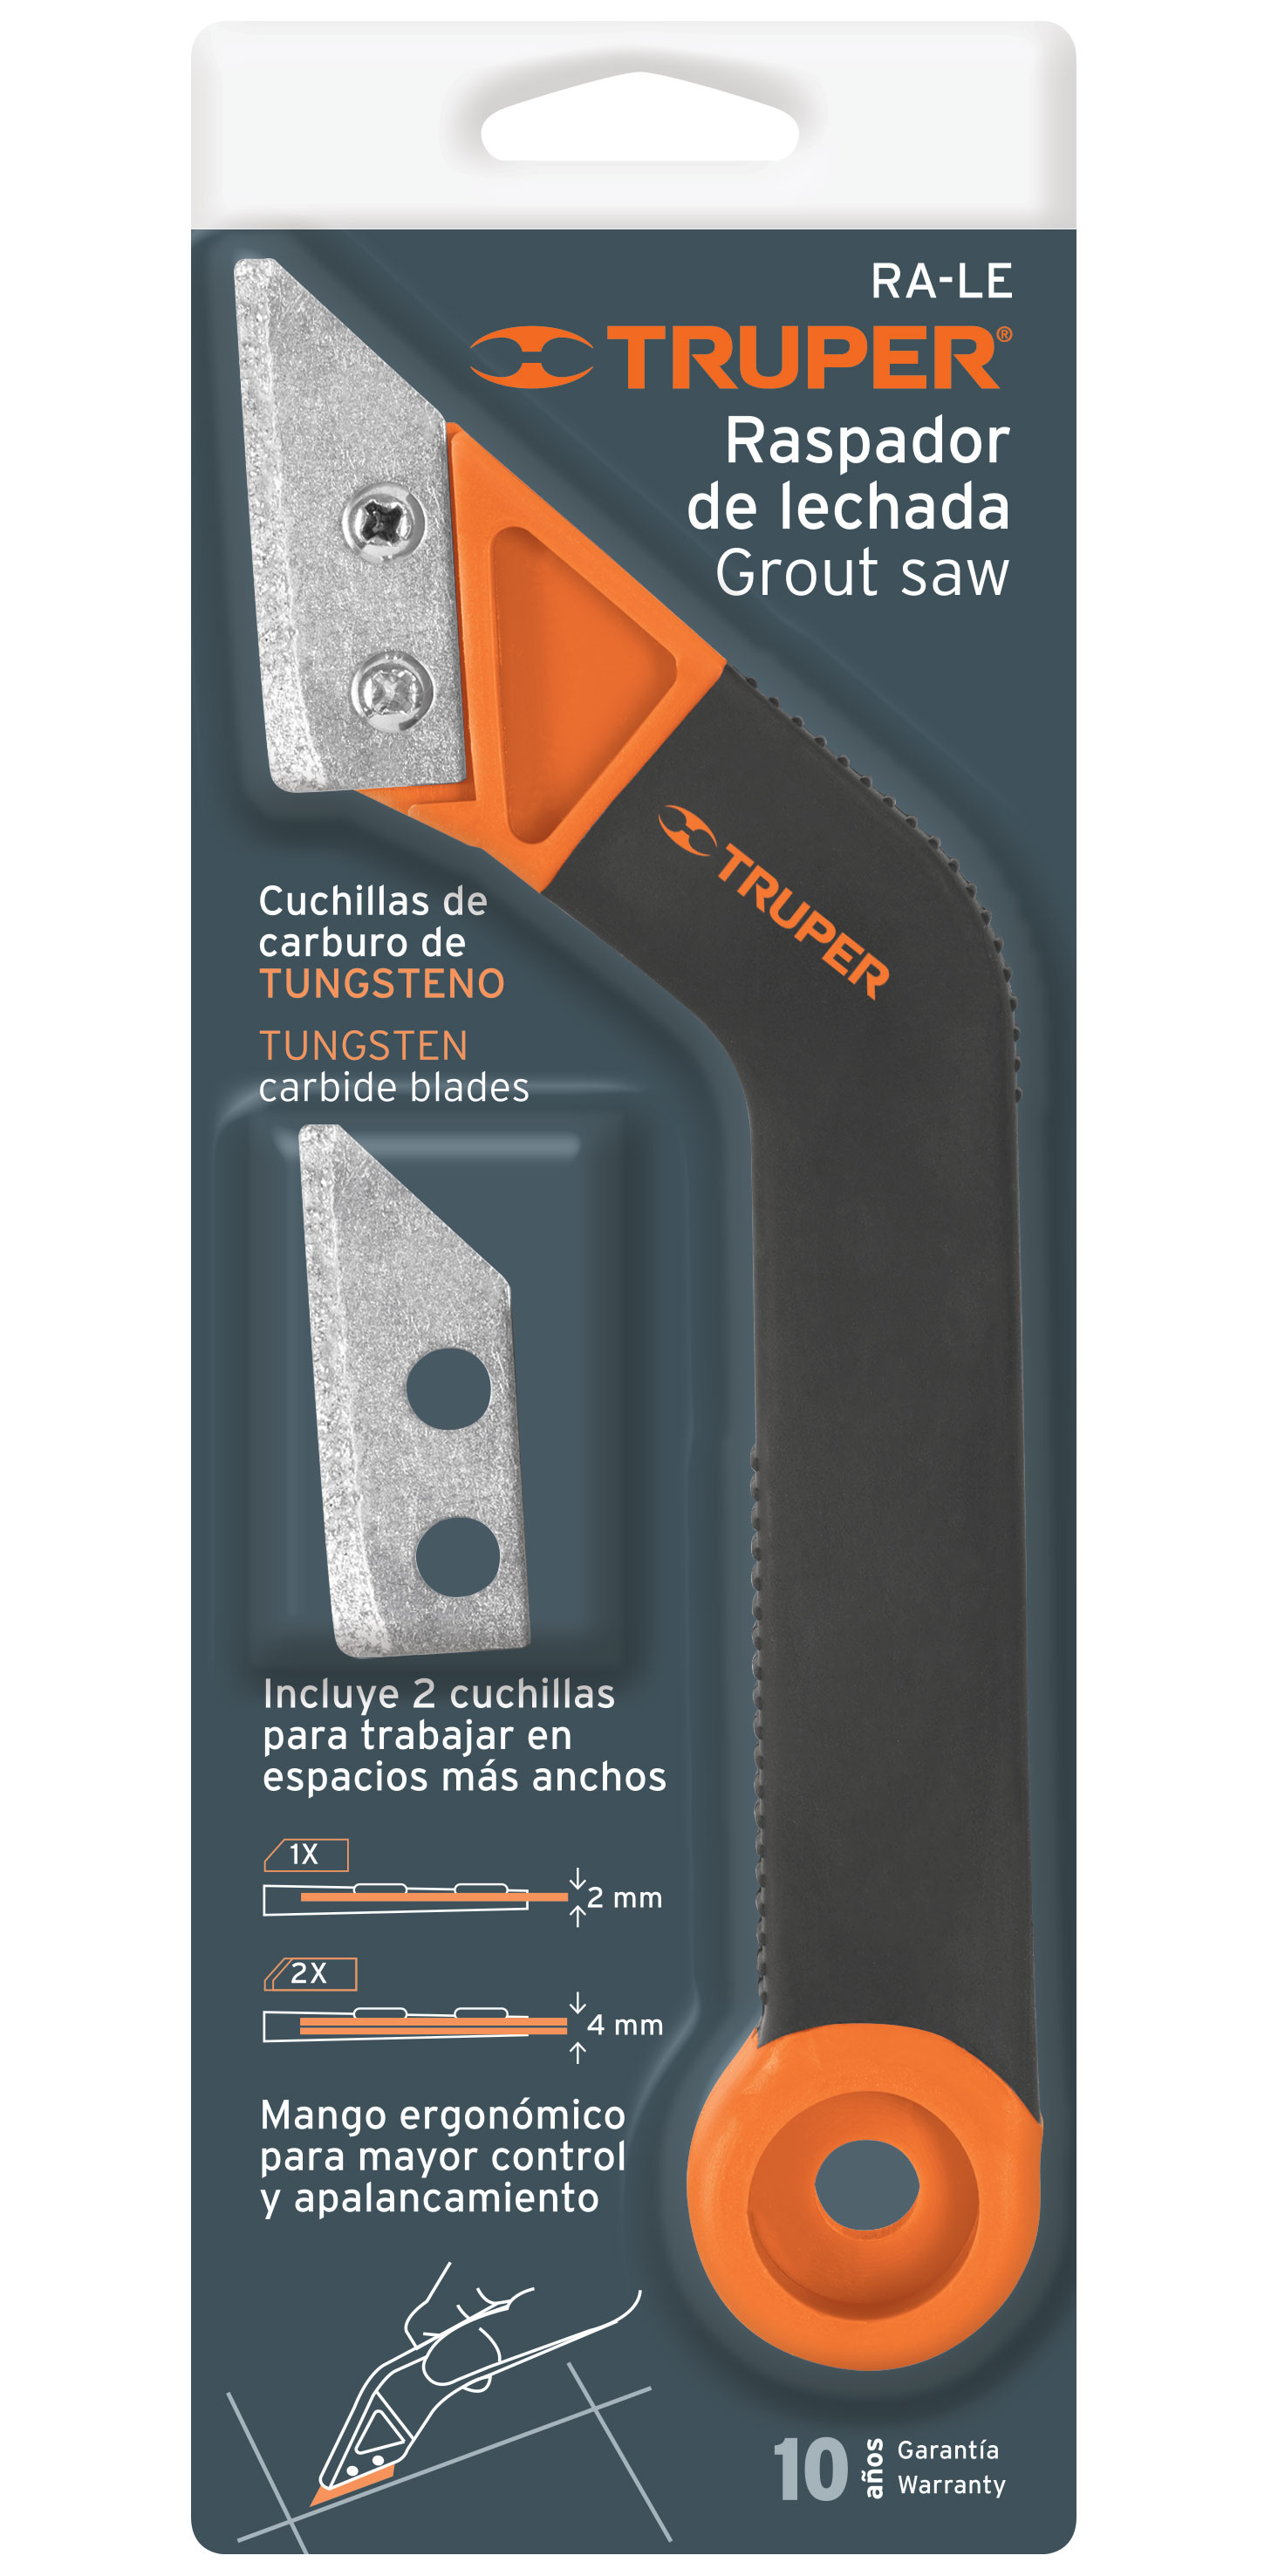 RA-LE
TRUPER®
Raspador
de lechada
Grout saw
TRUPER
Cuchillas de
carburo de
TUNGSTENO
TUNGSTEN
carbide blades
Incluye 2 cuchillas
para trabajar en
espacios más anchos
1X
2 mm
2X
4 mm
Mango ergonómico
para mayor control
y apalancamiento
10 años Garantía
Warranty